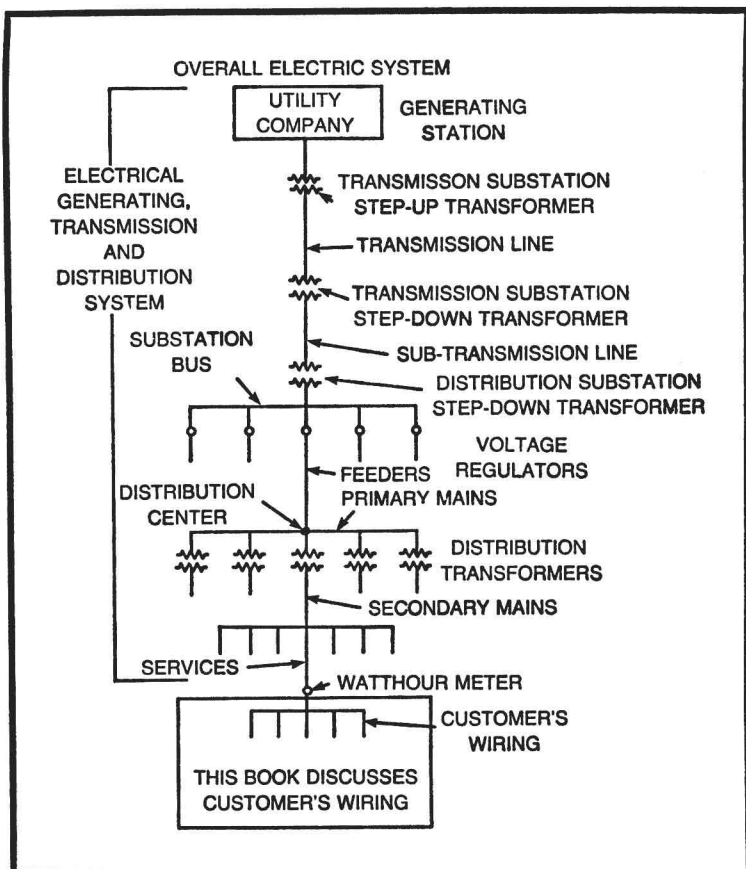 OVERALL ELECTRIC SYSTEM
UTILITY
COMPANY
GENERATING
STATION
ELECTRICAL
GENERATING,
TRANSMISSION
AND
DISTRIBUTION
SYSTEM
TRANSMISSON SUBSTATION
STEP-UP TRANSFORMER
TRANSMISSION LINE
TRANSMISSION SUBSTATION
STEP-DOWN TRANSFORMER
SUBSTATION
BUS
SUB-TRANSMISSION LINE
DISTRIBUTION SUBSTATION
STEP-DOWN TRANSFORMER
VOLTAGE
REGULATORS
FEEDERS
PRIMARY MAINS
DISTRIBUTION
CENTER
DISTRIBUTION
TRANSFORMERS
SECONDARY MAINS
SERVICES
WATTHOUR METER
CUSTOMER'S
WIRING
THIS BOOK DISCUSSES
CUSTOMER'S WIRING